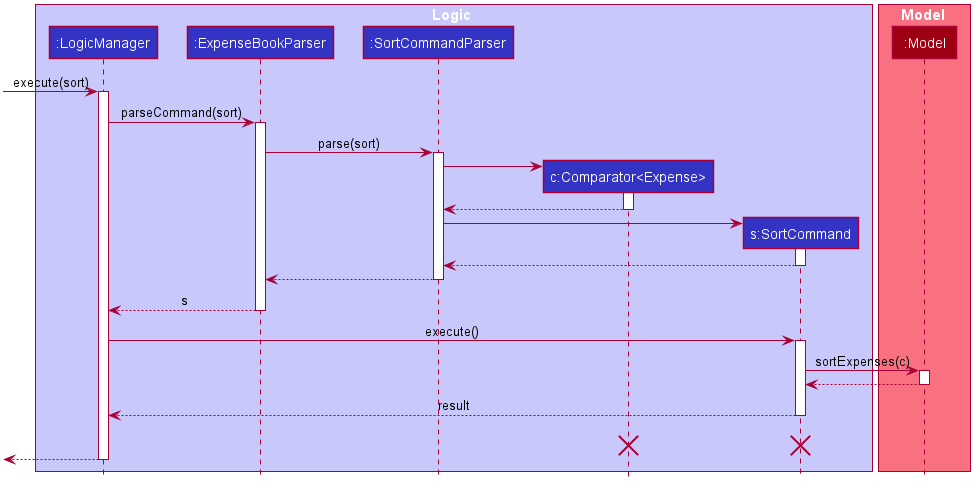 Logic
Model
:LogicManager
:ExpenseBookParser
:SortCommandParser
:Model
execute(sort)
parseCommand(sort)
parse(sort)
c:Comparator<Expense>
s:SortCommand
s
execute()
sortExpenses(c)
result